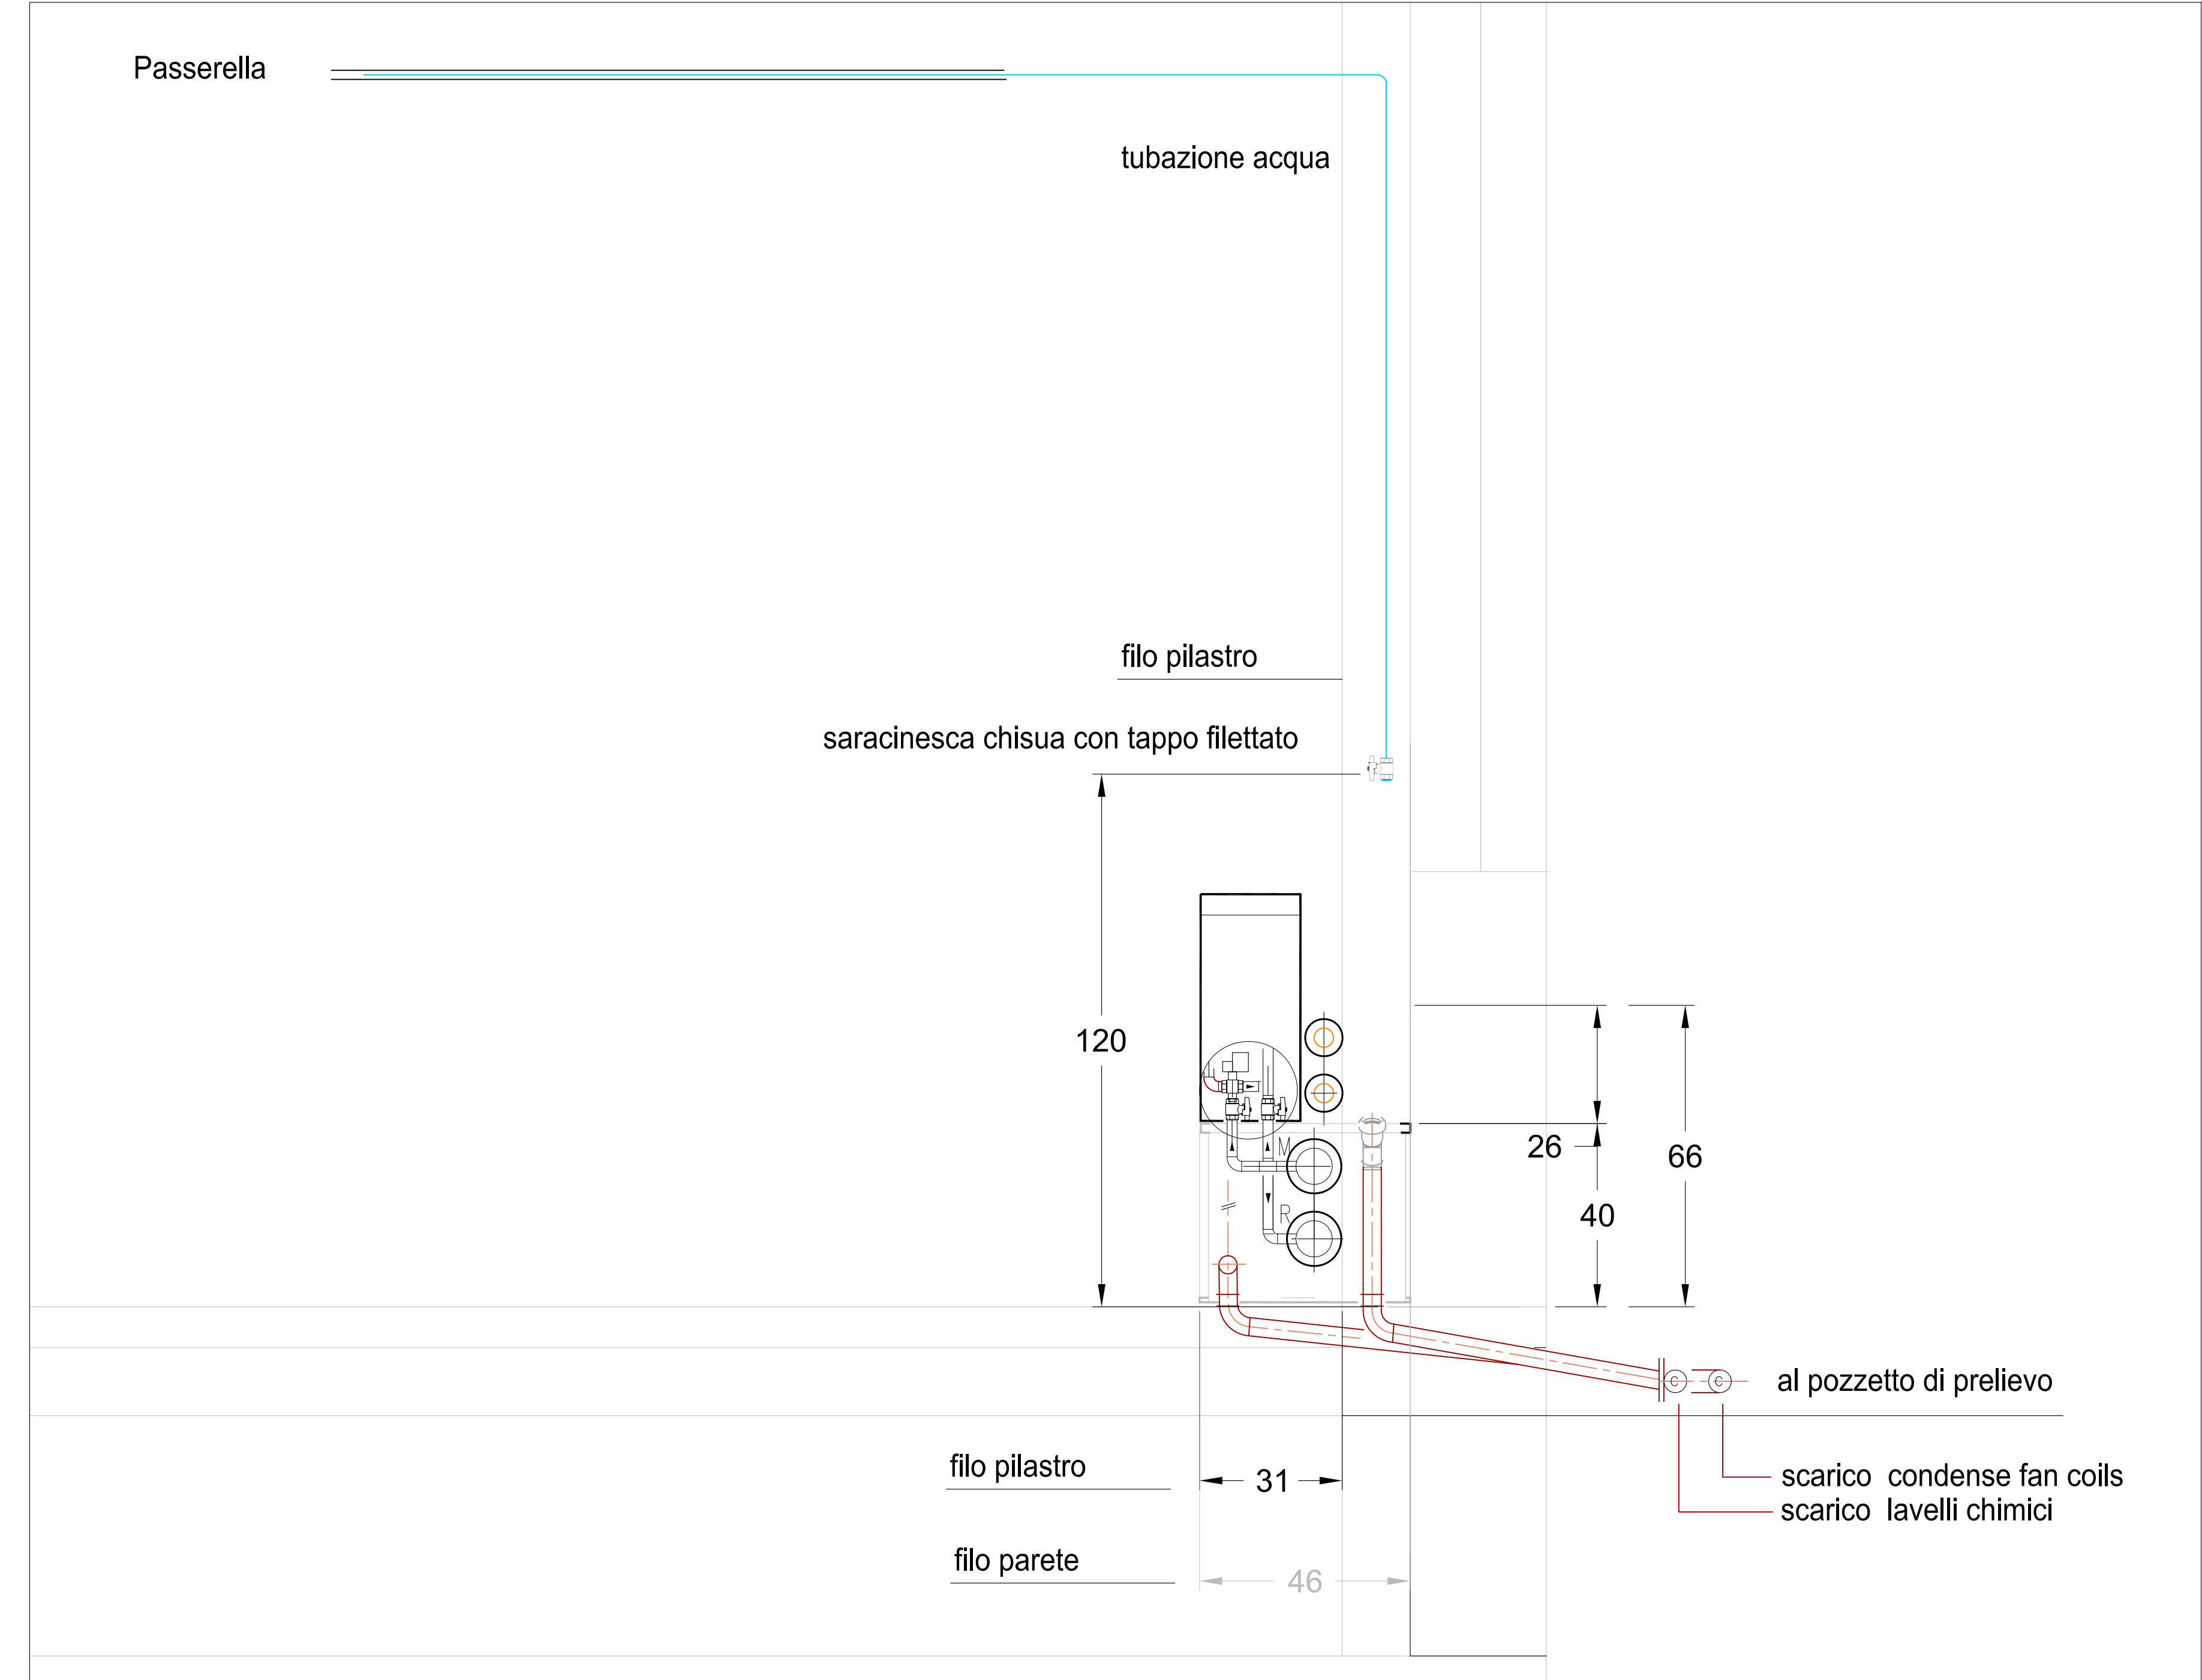 Passerella
tubazione acqua
filo pilastro
saracinesca chisua con tappo filettato
120
26
66
M
40
R
al pozzetto di prelievo
C C
filo pilastro
31
scarico condense fan coils
scarico lavelli chimici
filo parete
46